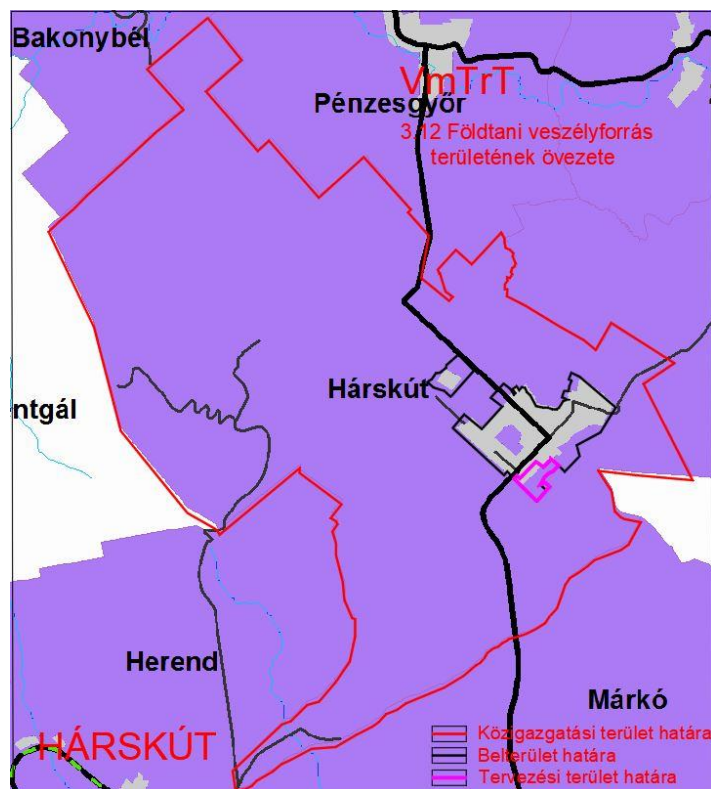 Bakonybél
VmTrT
Pénzesgyőr
3.12 Földtani veszélyforrás
területének övezete
Hárskút
ntgál
Herend
Márkó
HÁRSKÚT
Közigazgatási terület határa
Belterület határa
Tervezési terület határa